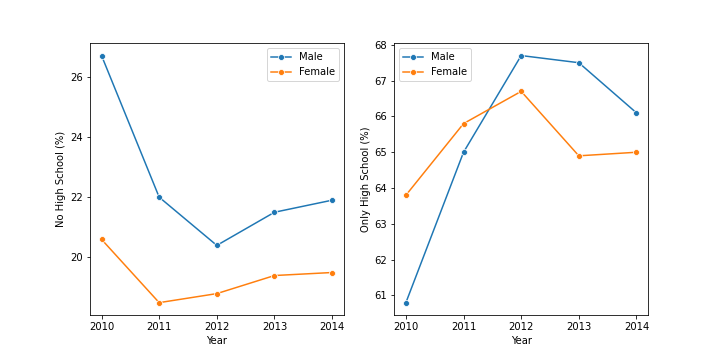 No High School (%)
26
24
22
20
2010 2011 2012 2013 2014
Year
Male
Female
Only High School (%)
68
67
66
65
64
63
62
61
2010 2011 2012 2013 2014
Year
Male
Female